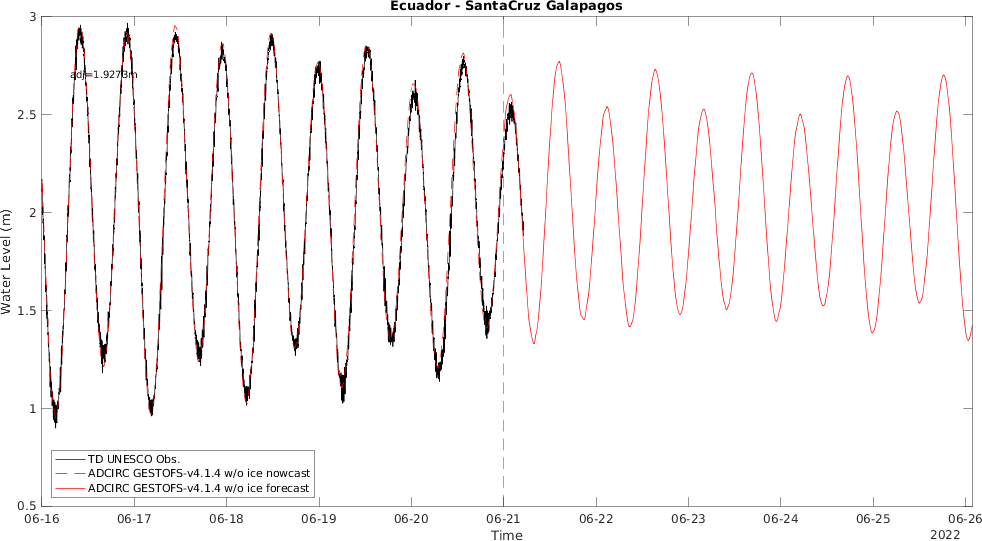 Ecuador - SantaCruz Galapagos
3
adj=1.9273m
2.5
2
Water Level (m)
1.5
1
TD UNESCO Obs.
ADCIRC GESTOFS-v4.1.4 w/o ice nowcast
ADCIRC GESTOFS-v4.1.4 w/o ice forecast
0.5
06-16 06-17 06-18 06-19 06-20 06-21 06-22 06-23 06-24 06-25 06-26
Time 2022